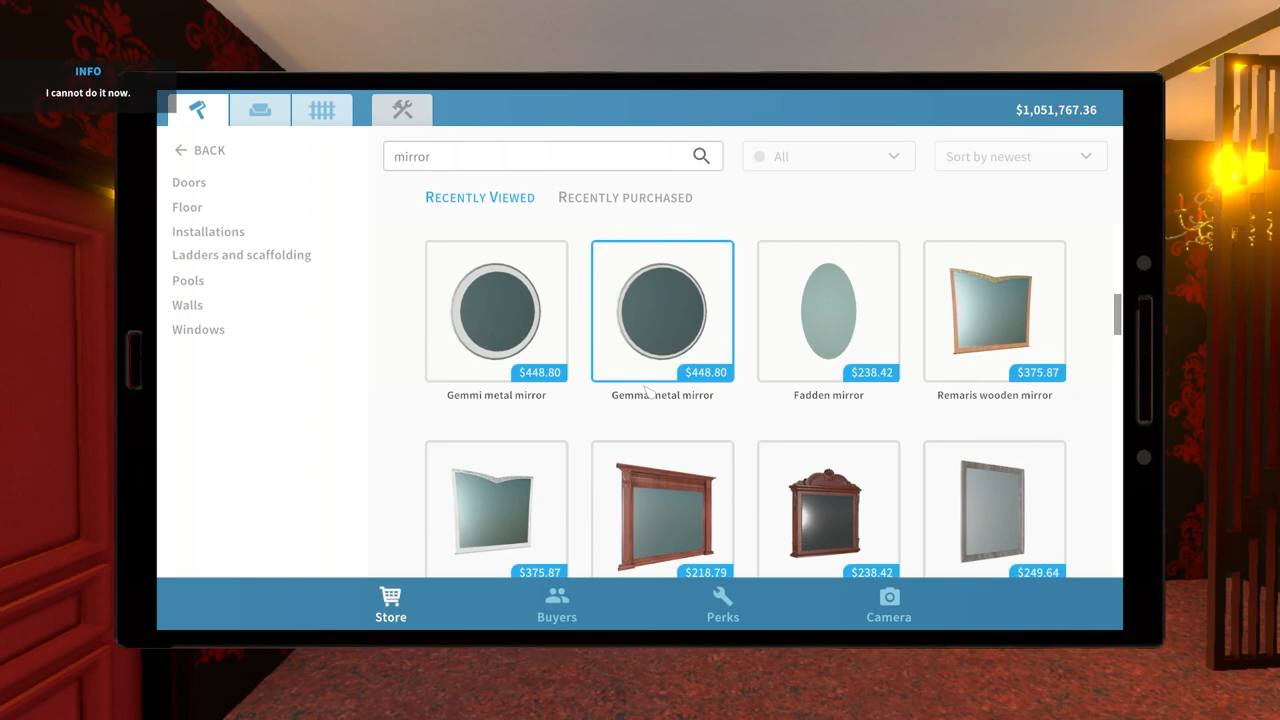 INFO
I cannot do it now.
$1,051,767.36
BACK
mirror
All
Sort by newest
Doors
Floor
Installations
Ladders and scaffolding
Pools
Walls
Windows
RECENTLY VIEWED
RECENTLY PURCHASED
$448.80
$448.80
$238.42
$375.87
Gemmi metal mirror
Gemmi metal mirror
Fadden mirror
Remaris wooden mirror
$375.87
$218.79
$238.42
$249.64
Store
Buyers
Perks
Camera